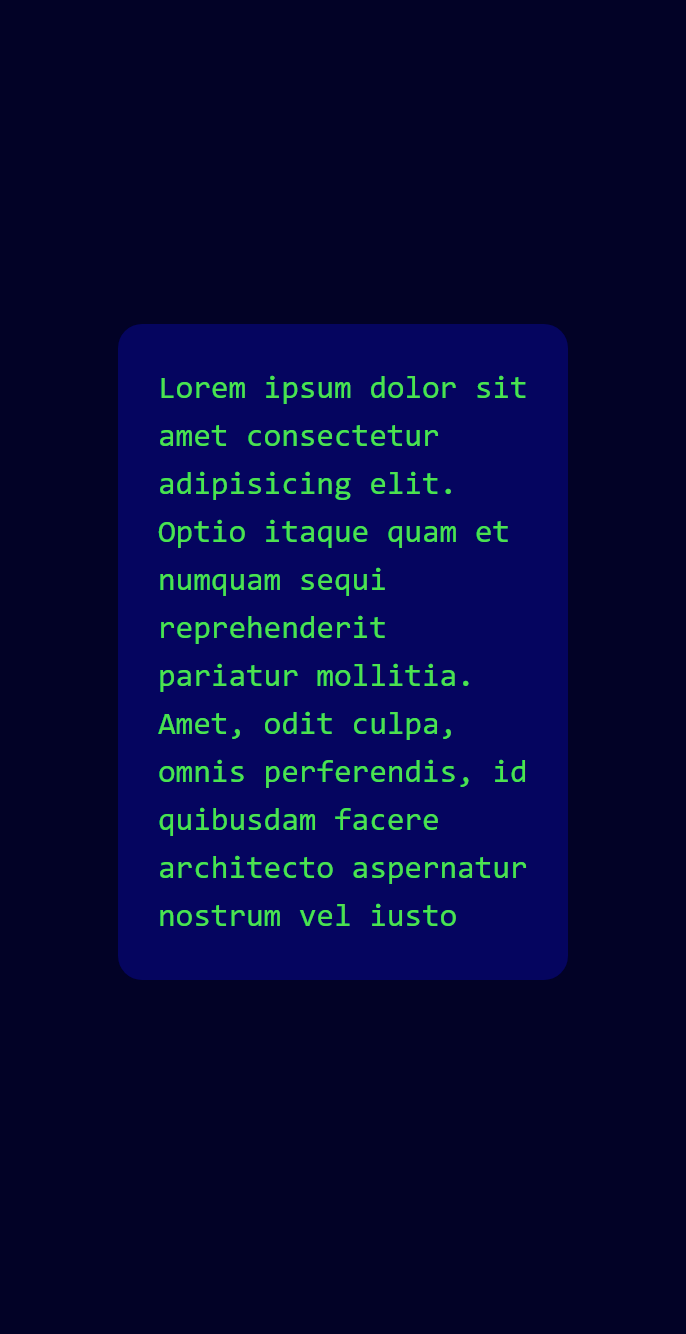 Lorem ipsum dolor sit
amet consectetur
adipisicing elit.
Optio itaque quam et
numquam sequi
reprehenderit
pariatur mollitia.
Amet, odit culpa,
omnis perferendis, id
quibusdam facere
architecto aspernatur
nostrum vel iusto